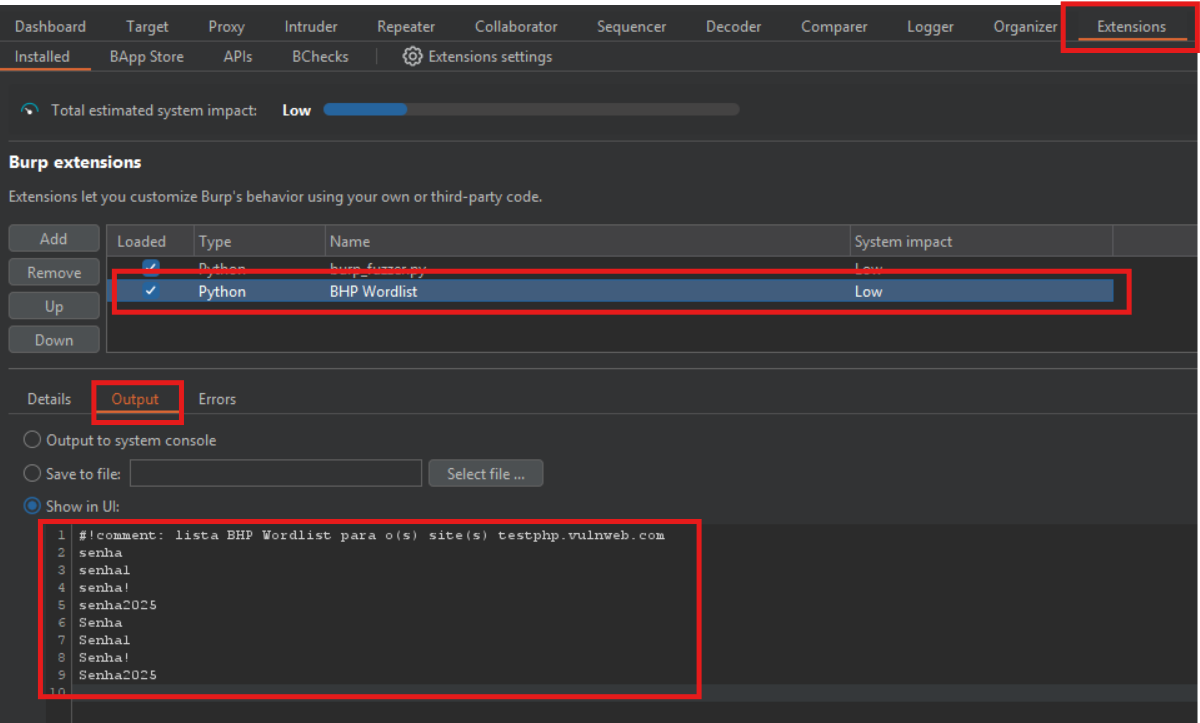 Dashboard Target Proxy Intruder Repeater Collaborator Sequencer Decoder Comparer Logger Organizer Extensions
Installed BApp Store APIs BChecks Extensions settings
Total estimated system impact: Low
Burp extensions
Extensions let you customize Burp's behavior using your own or third-party code.
Add
Remove
Up
Down
Loaded Type Name System impact
Python burp_fuzzer.py Low
Python BHP Wordlist Low
Details Output Errors
Output to system console
Save to file: Select file ...
Show in UI:
1 #!comment: lista BHP Wordlist para o(s) site(s) testphp.vulnweb.com
2 senha
3 senha1
4 senha!
5 senha2025
6 Senha
7 Senha1
8 Senha!
9 Senha2025
10